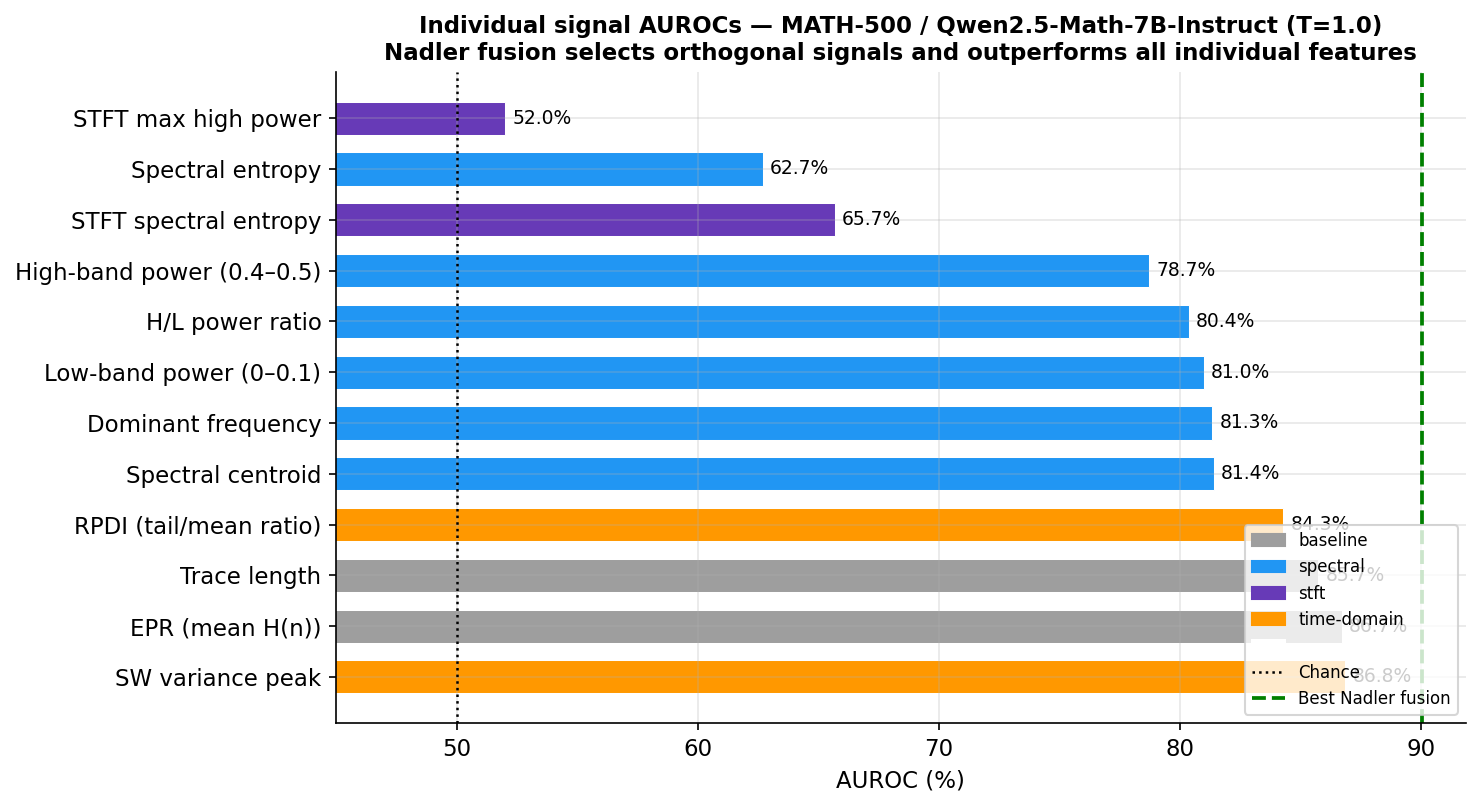 Individual signal AUROCs — MATH-500 / Qwen2.5-Math-7B-Instruct (T=1.0)
Nadler fusion selects orthogonal signals and outperforms all individual features
STFT max high power 52.0%
Spectral entropy 62.7%
STFT spectral entropy 65.7%
High-band power (0.4–0.5) 78.7%
H/L power ratio 80.4%
Low-band power (0–0.1) 81.0%
Dominant frequency 81.3%
Spectral centroid 81.4%
RPDI (tail/mean ratio) 84.3%
Trace length 85.7%
EPR (mean H(n)) 86.7%
SW variance peak 86.8%
baseline
spectral
stft
time-domain
Chance
Best Nadler fusion
50 60 70 80 90
AUROC (%)